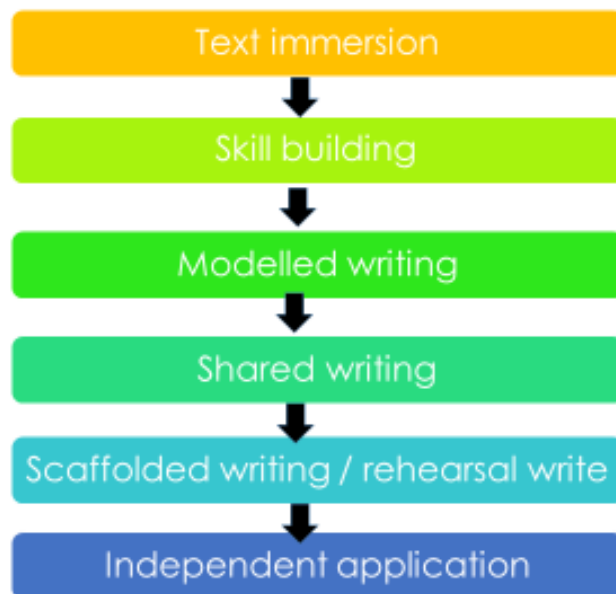 Text immersion
Skill building
Modelled writing
Shared writing
Scaffolded writing / rehearsal write
Independent application